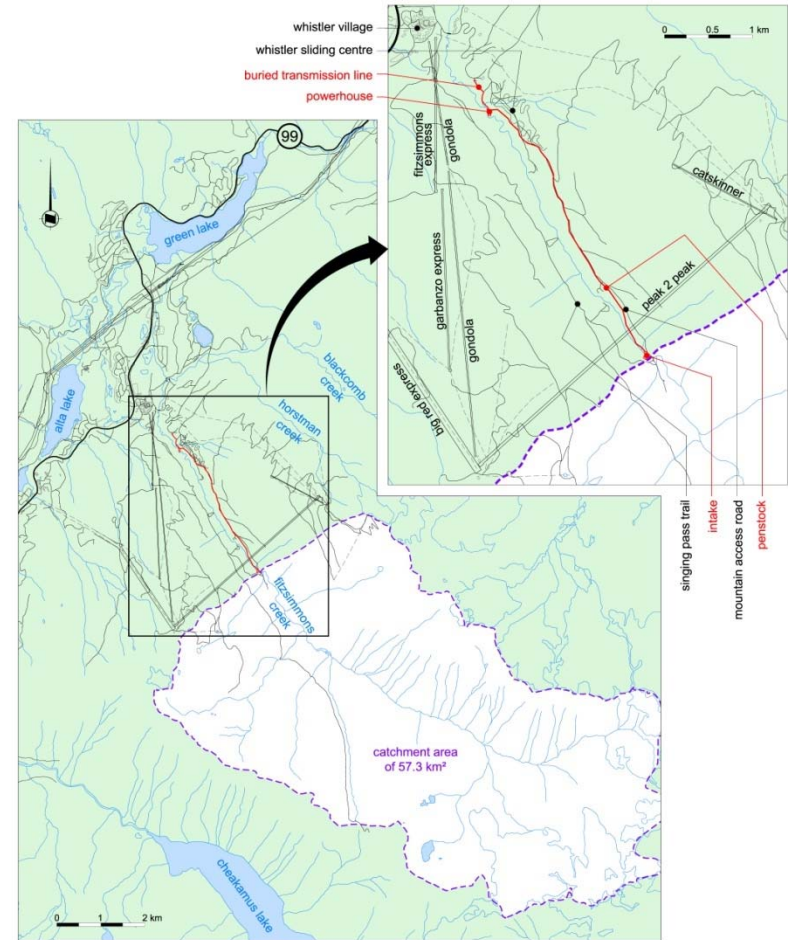 whistler village
whistler sliding centre
buried transmission line
powerhouse
0 0.5 1 km
fitzsimmons
express
gondola
catskinner
garbanzo express
gondola
peak 2 peak
big red express
singing pass trail
intake
mountain access road
penstock
99
green lake
alta lake
blackcomb
creek
horstman
creek
fitzsimmons
creek
catchment area
of 57.3 km²
cheakamus lake
0 1 2 km